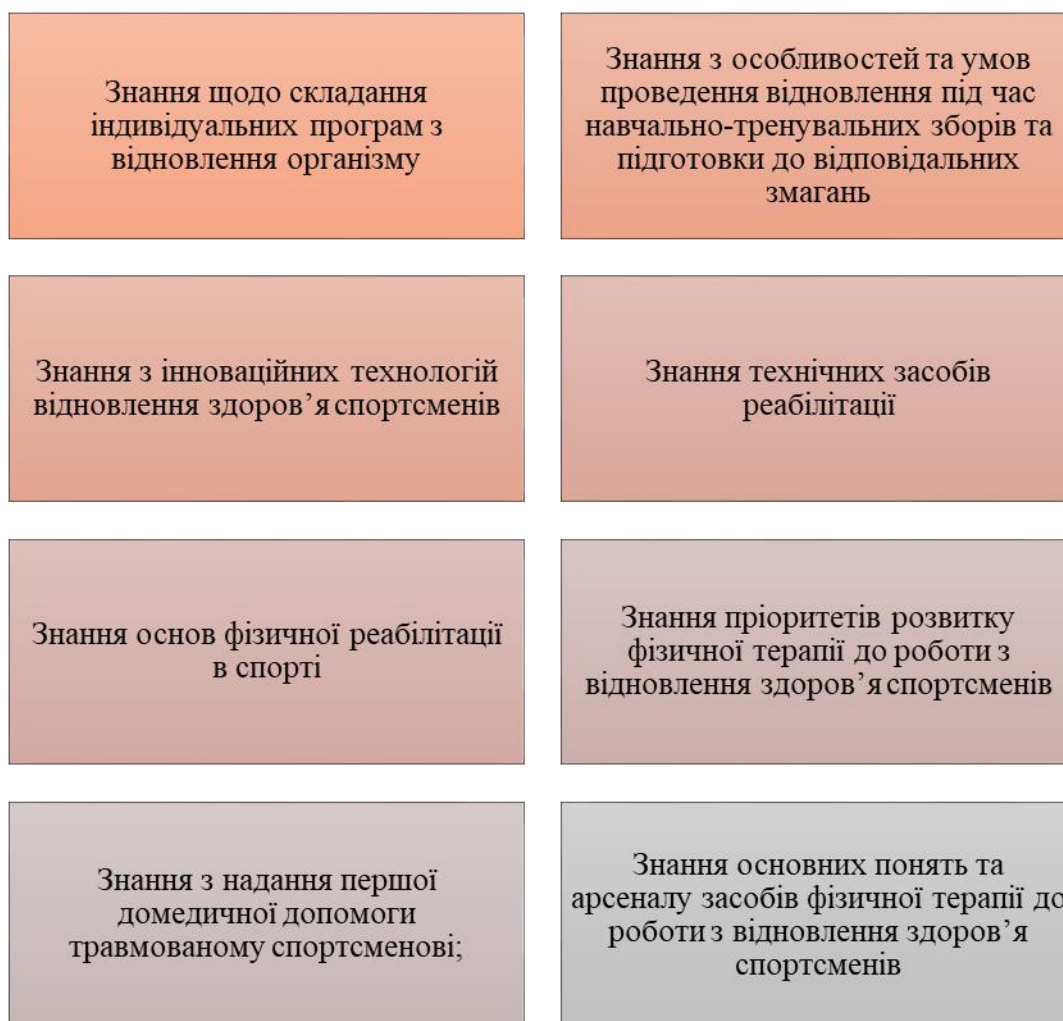 Знання щодо складання
індивідуальних програм з
відновлення організму
Знання з особливостей та умов
проведення відновлення під час
навчально-тренувальних зборів та
підготовки до відповідальних
змагань
Знання з інноваційних технологій
відновлення здоров’я спортсменів
Знання технічних засобів
реабілітації
Знання основ фізичної реабілітації
в спорті
Знання пріоритетів розвитку
фізичної терапії до роботи з
відновлення здоров’я спортсменів
Знання з надання першої
домедичної допомоги
травмованому спортсменові;
Знання основних понять та
арсеналу засобів фізичної терапії до
роботи з відновлення здоров’я
спортсменів